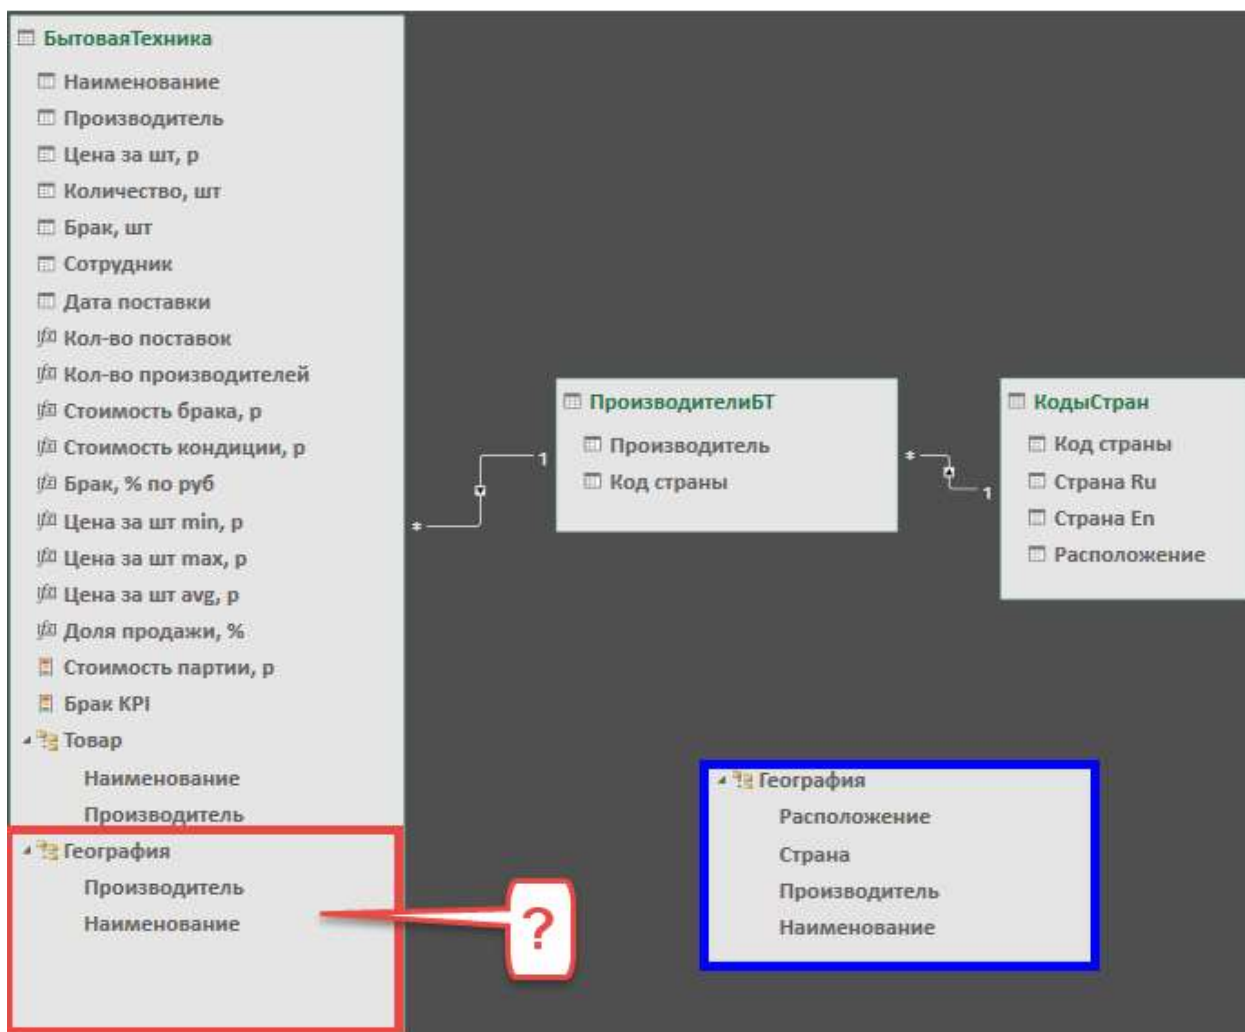 БытоваяТехника
Наименование
Производитель
Цена за шт, р
Количество, шт
Брак, шт
Сотрудник
Дата поставки
Кол-во поставок
Кол-во производителей
Стоимость брака, р
Стоимость кондиции, р
Брак, % по руб
Цена за шт min, р
Цена за шт max, р
Цена за шт avg, р
Доля продажи, %
Стоимость партии, р
Брак KPI
Товар
Наименование
Производитель
География
Производитель
Наименование
?
*
1
ПроизводителиБТ
Производитель
Код страны
*
1
КодыСтран
Код страны
Страна Ru
Страна En
Расположение
География
Расположение
Страна
Производитель
Наименование